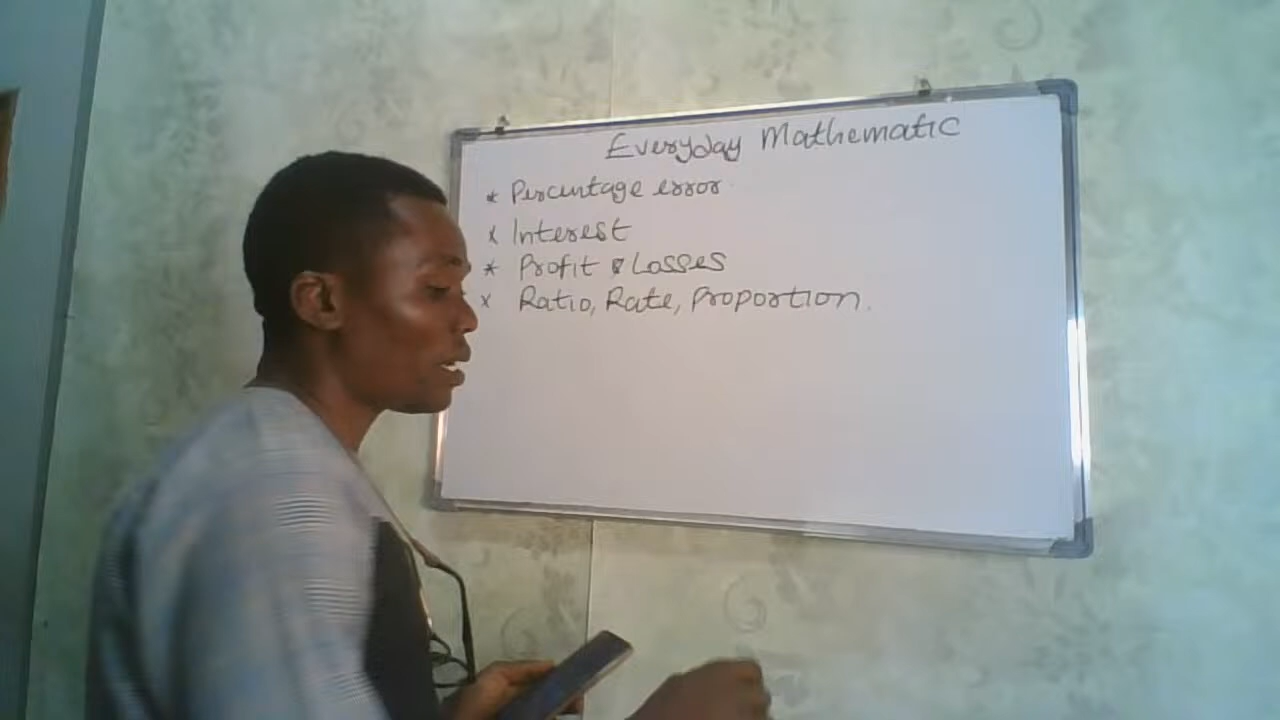 Everyday Mathematic
* Percentage error
x Interest
* Profit & Losses
x Ratio, Rate, Proportion.